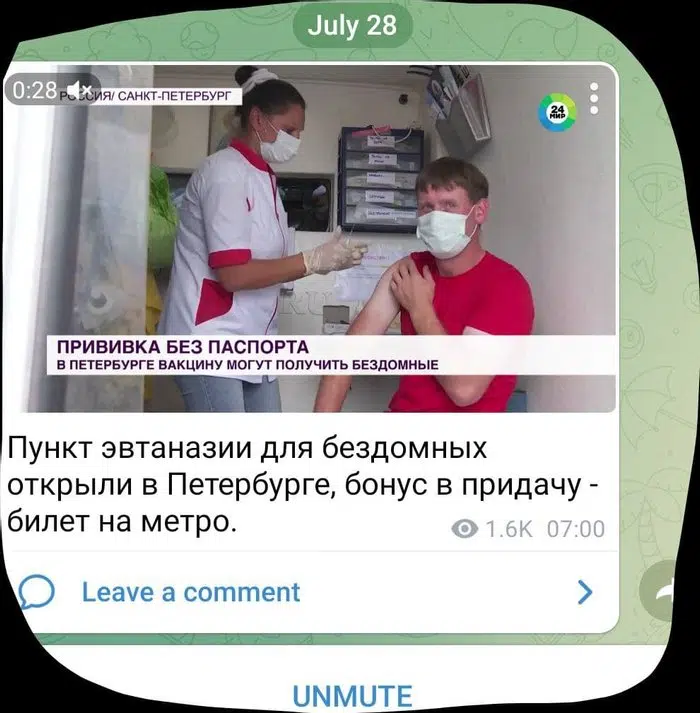 July 28
0:28
РОССИЯ/ САНКТ-ПЕТЕРБУРГ
24
МИР
ПРИВИВКА БЕЗ ПАСПОРТА
В ПЕТЕРБУРГЕ ВАКЦИНУ МОГУТ ПОЛУЧИТЬ БЕЗДОМНЫЕ
Пункт эвтаназии для бездомных
открыли в Петербурге, бонус в придачу -
билет на метро.
1.6K 07:00
Leave a comment
UNMUTE